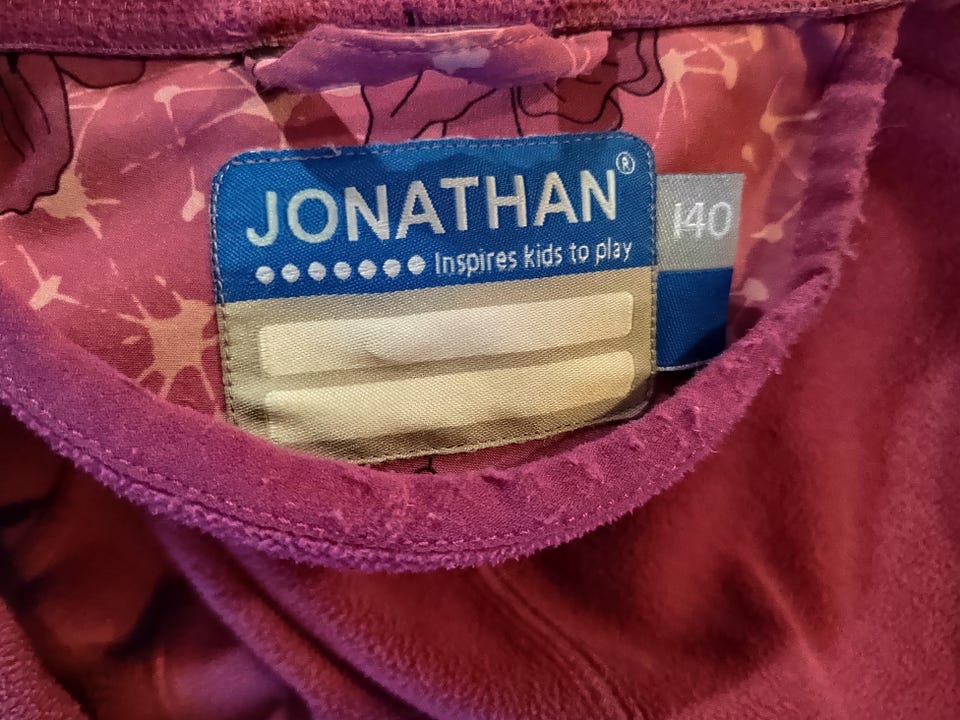 JONATHAN®
Inspires kids to play
140